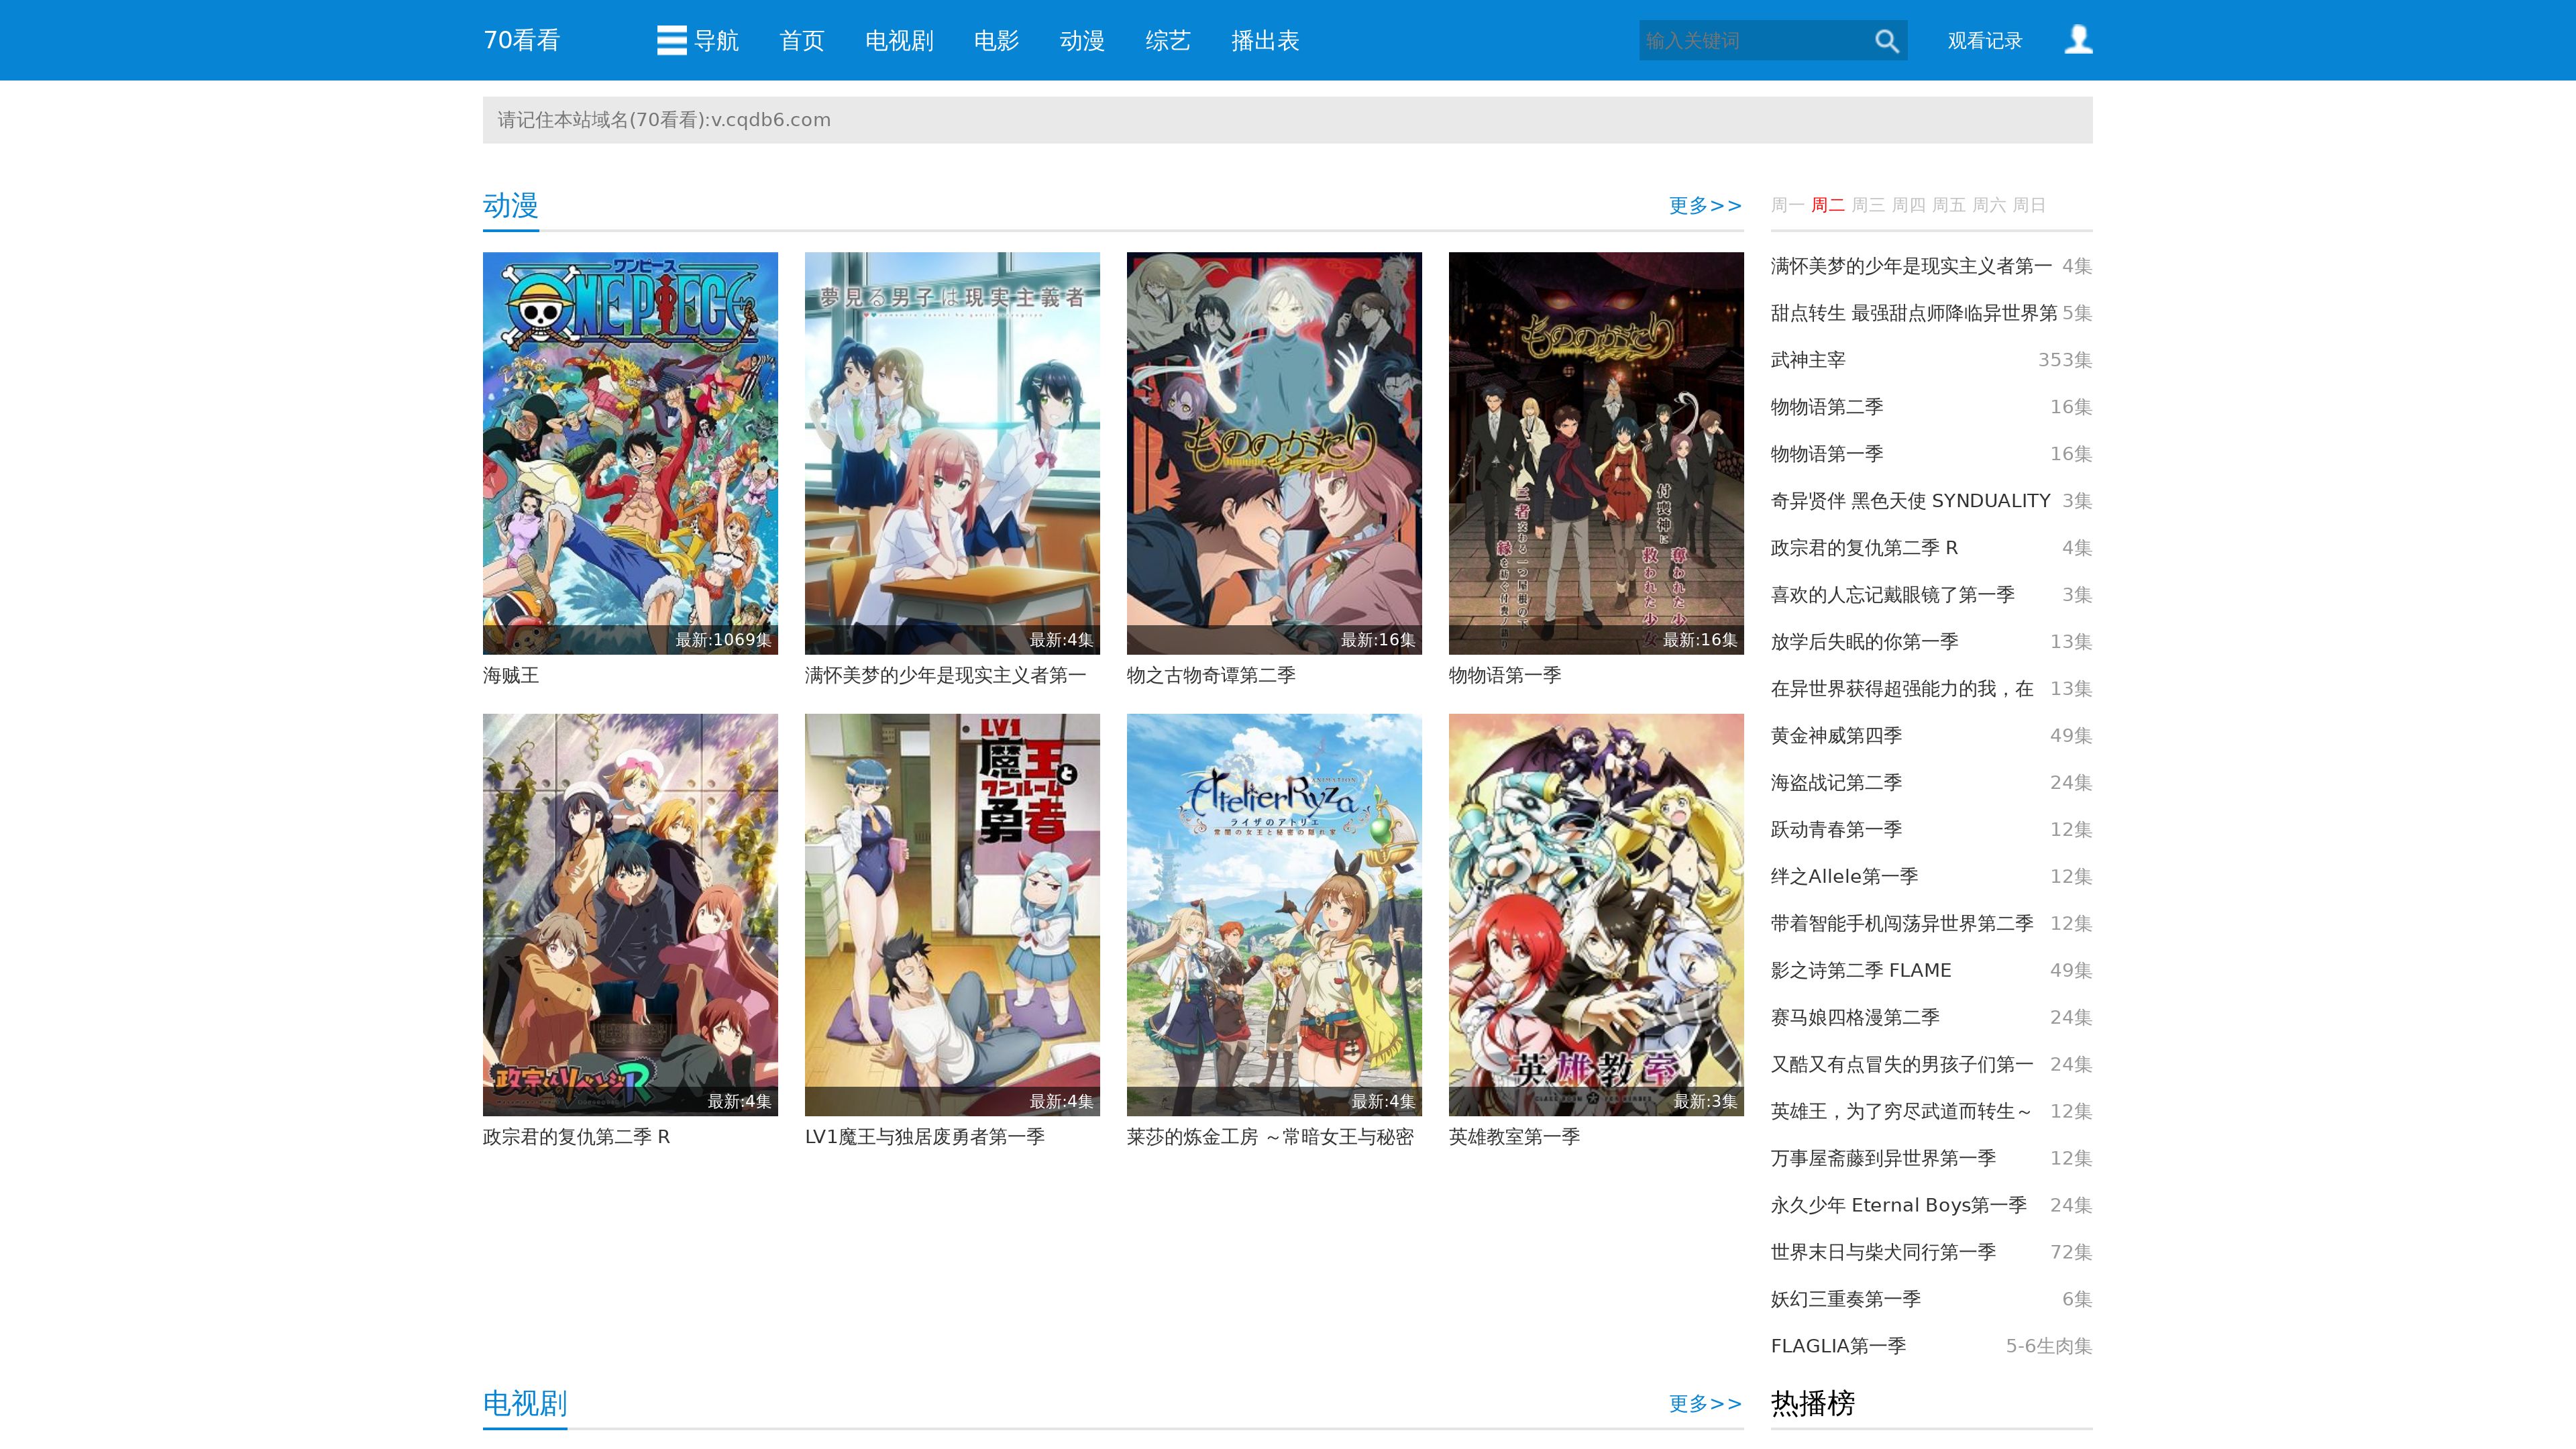 70看看
导航 首页 电视剧 电影 动漫 综艺 播出表
输入关键词
观看记录
请记住本站域名(70看看):v.cqdb6.com
动漫
更多>>
ワンピース
ONE PIECE
最新:1069集
海贼王
夢見る男子は現実主義者
最新:4集
满怀美梦的少年是现实主义者第一
もののがたり
最新:16集
物之古物奇谭第二季
もののがたり
最新:16集
物物语第一季
政宗くんのリベンジR
最新:4集
政宗君的复仇第二季 R
LV1
魔王と
ワンルーム
勇者
最新:4集
LV1魔王与独居废勇者第一季
ANIMATION
Atelier Ryza
ライザのアトリエ
常闇の女王と秘密の隠れ家
最新:4集
莱莎的炼金工房 ～常暗女王与秘密
英雄教室
最新:3集
英雄教室第一季
周一 周二 周三 周四 周五 周六 周日
满怀美梦的少年是现实主义者第一 4集
甜点转生 最强甜点师降临异世界第 5集
武神主宰 353集
物物语第二季 16集
物物语第一季 16集
奇异贤伴 黑色天使 SYNDUALITY 3集
政宗君的复仇第二季 R 4集
喜欢的人忘记戴眼镜了第一季 3集
放学后失眠的你第一季 13集
在异世界获得超强能力的我，在 13集
黄金神威第四季 49集
海盗战记第二季 24集
跃动青春第一季 12集
绊之Allele第一季 12集
带着智能手机闯荡异世界第二季 12集
影之诗第二季 FLAME 49集
赛马娘四格漫第二季 24集
又酷又有点冒失的男孩子们第一 24集
英雄王，为了穷尽武道而转生～ 12集
万事屋斋藤到异世界第一季 12集
永久少年 Eternal Boys第一季 24集
世界末日与柴犬同行第一季 72集
妖幻三重奏第一季 6集
FLAGLIA第一季 5-6生肉集
电视剧
更多>>
热播榜